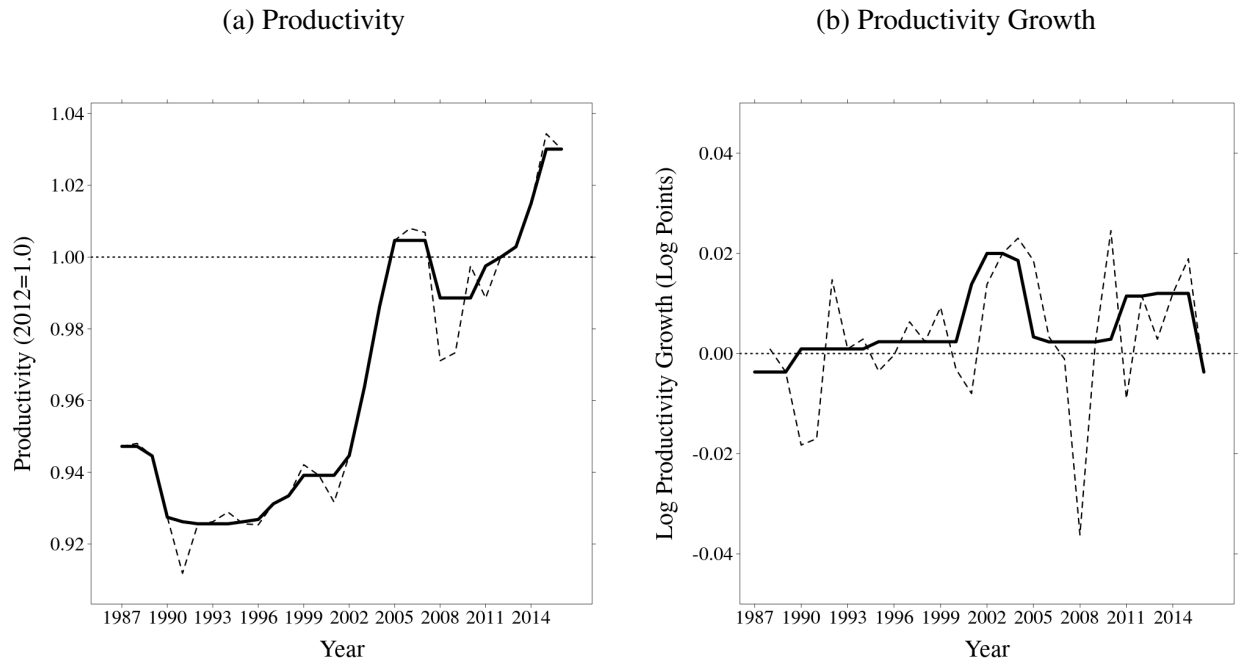 (a) Productivity
(b) Productivity Growth
Productivity (2012=1.0)
1.04
1.02
1.00
0.98
0.96
0.94
0.92
1987 1990 1993 1996 1999 2002 2005 2008 2011 2014
Year
Log Productivity Growth (Log Points)
0.04
0.02
0.00
-0.02
-0.04
1987 1990 1993 1996 1999 2002 2005 2008 2011 2014
Year